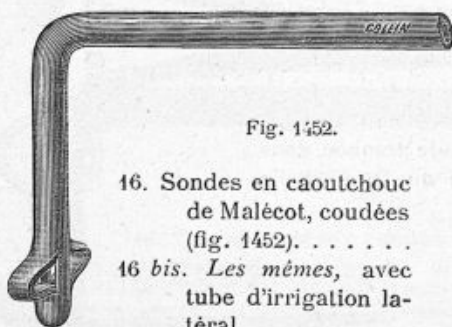 COLLIN
Fig. 1452.
16. Sondes en caoutchouc
de Malécot, coudées
(fig. 1452). . . . . . .
16 bis. Les mêmes, avec
tube d'irrigation la-
téral